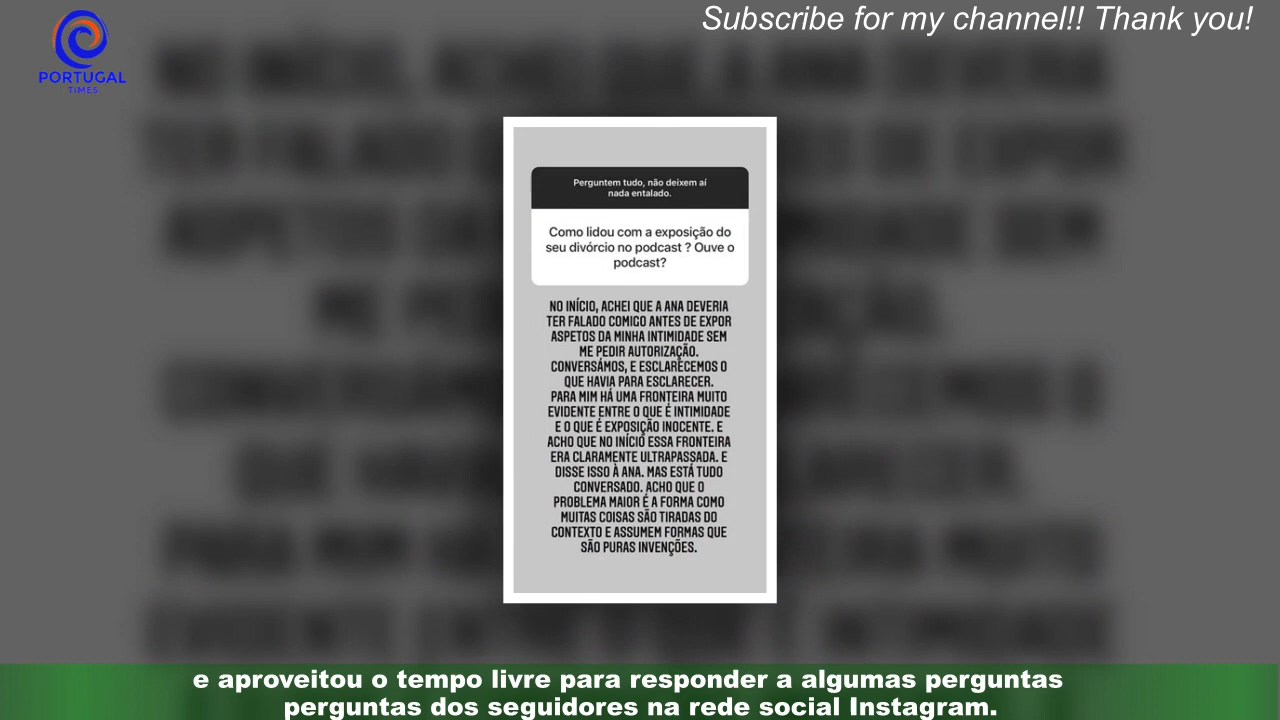 Subscribe for my channel!! Thank you!
PORTUGAL
TIMES
Perguntem tudo, não deixem aí
nada entalado.
Como lidou com a exposição do
seu divórcio no podcast ? Ouve o
podcast?
NO INÍCIO, ACHEI QUE A ANA DEVERIA
TER FALADO COMIGO ANTES DE EXPOR
ASPETOS DA MINHA INTIMIDADE SEM
ME PEDIR AUTORIZAÇÃO.
CONVERSÁMOS, E ESCLARECEMOS O
QUE HAVIA PARA ESCLARECER.
PARA MIM HÁ UMA FRONTEIRA MUITO
EVIDENTE ENTRE O QUE É INTIMIDADE
E O QUE É EXPOSIÇÃO INOCENTE. E
ACHO QUE NO INÍCIO ESSA FRONTEIRA
ERA CLARAMENTE ULTRAPASSADA. E
DISSE ISSO À ANA. MAS ESTÁ TUDO
CONVERSADO. ACHO QUE O
PROBLEMA MAIOR É A FORMA COMO
MUITAS COISAS SÃO TIRADAS DO
CONTEXTO E ASSUMEM FORMAS QUE
SÃO PURAS INVENÇÕES.
e aproveitou o tempo livre para responder a algumas perguntas
perguntas dos seguidores na rede social Instagram.